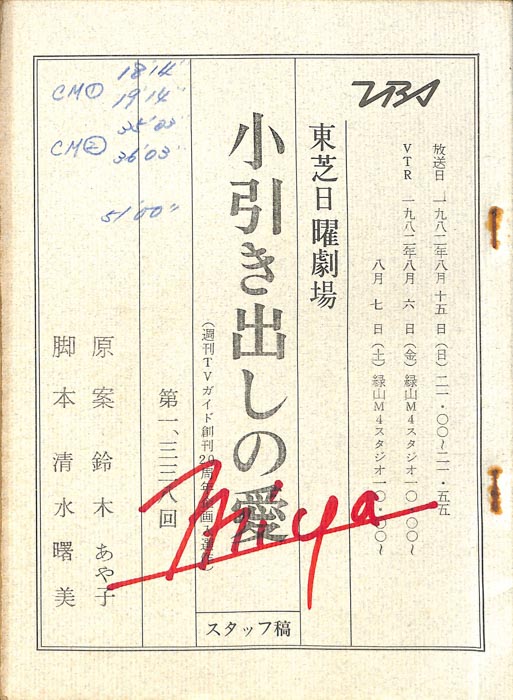 TBS
放送日 一九八二年八月十五日(日)二一・〇〇〜二一・五五
VTR 一九八二年八月 六 日(金)緑山M4スタジオ一〇・〇〇〜
八月 七 日(土)緑山M4スタジオ一〇・〇〇〜
東芝日曜劇場
小引き出しの愛
(週刊TVガイド創刊20周年
第一、三三八回
原案 鈴木 あや子
脚本 清水曙美
スタッフ稿
Miya
18'14"
CM① 19'14"
35'03"
CM② 36'03"
51'00"